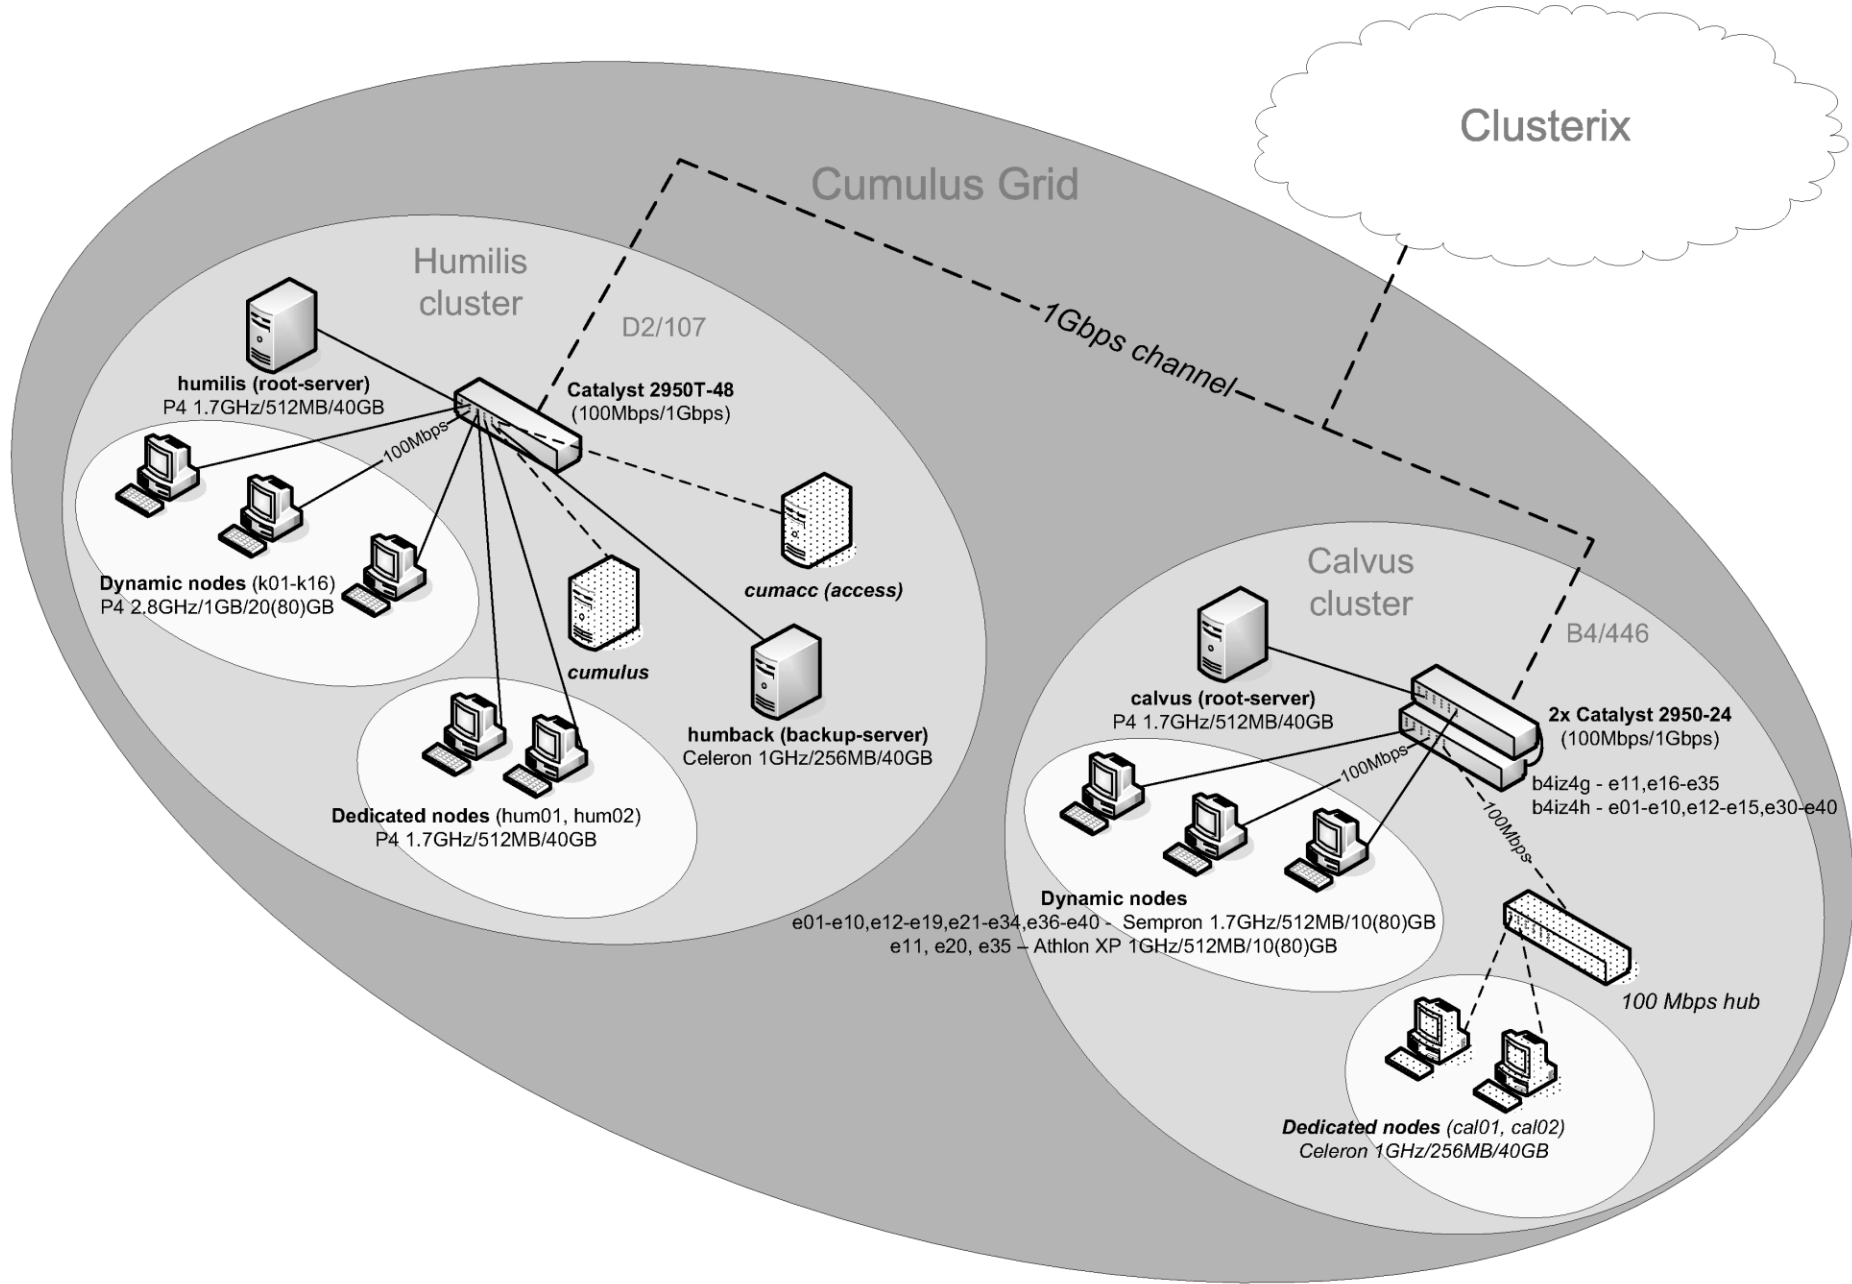 Clusterix
Cumulus Grid
1Gbps channel
Humilis
cluster
D2/107
humilis (root-server)
P4 1.7GHz/512MB/40GB
Catalyst 2950T-48
(100Mbps/1Gbps)
100Mbps
Dynamic nodes (k01-k16)
P4 2.8GHz/1GB/20(80)GB
cumacc (access)
cumulus
humback (backup-server)
Celeron 1GHz/256MB/40GB
Dedicated nodes (hum01, hum02)
P4 1.7GHz/512MB/40GB
Calvus
cluster
B4/446
calvus (root-server)
P4 1.7GHz/512MB/40GB
2x Catalyst 2950-24
(100Mbps/1Gbps)
b4iz4g - e11,e16-e35
b4iz4h - e01-e10,e12-e15,e30-e40
100Mbps
100Mbps
Dynamic nodes
e01-e10,e12-e19,e21-e34,e36-e40 - Sempron 1.7GHz/512MB/10(80)GB
e11, e20, e35 – Athlon XP 1GHz/512MB/10(80)GB
100 Mbps hub
Dedicated nodes (cal01, cal02)
Celeron 1GHz/256MB/40GB